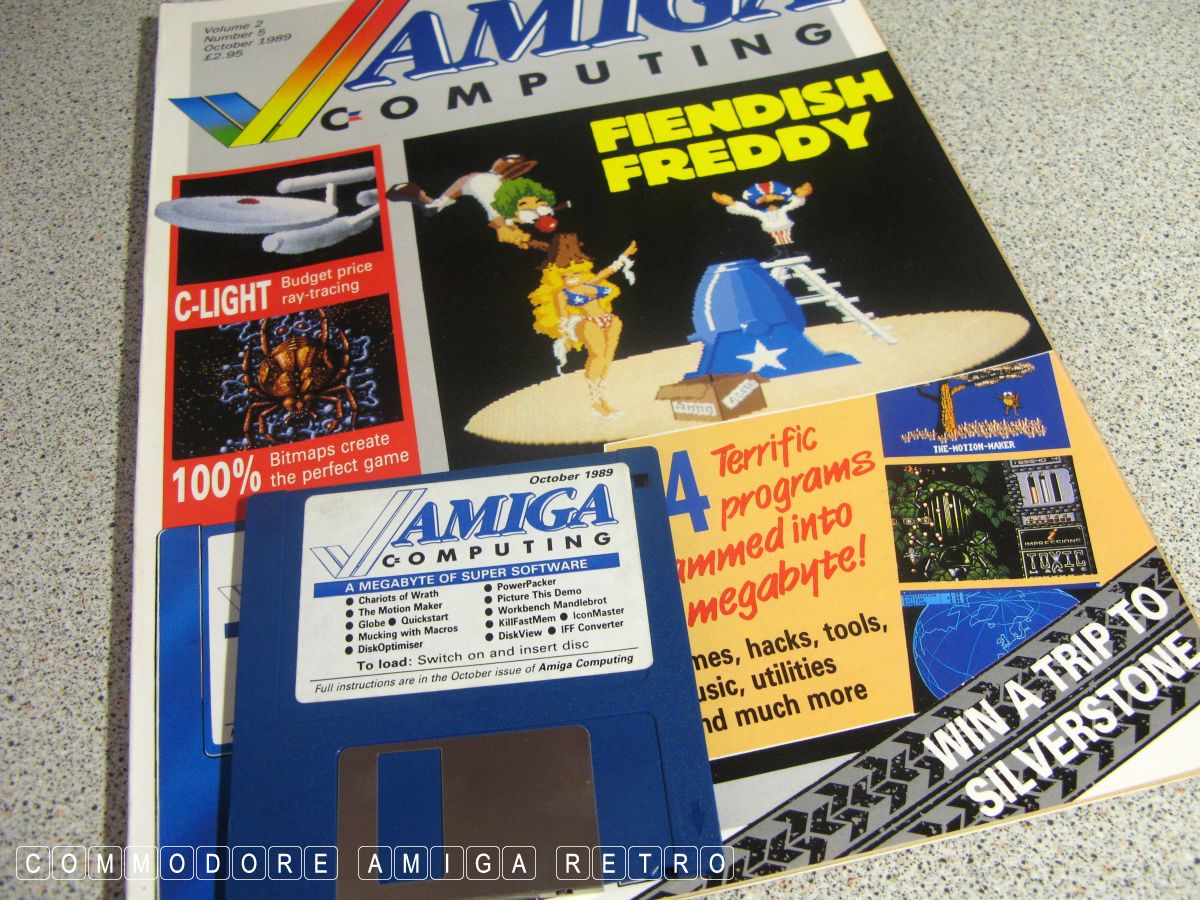 Volume 2
Number 5
October 1989
£2.95
AMIGA
COMPUTING
FIENDISH
FREDDY
C-LIGHT Budget price
ray-tracing
100% Bitmaps create
the perfect game
4 Terrific
programs
ammed into
megabyte!
mes, hacks, tools,
usic, utilities
nd much more
THE-MOTION-MAKER
IMPRESSIONS
TOXIC
WIN A TRIP TO
SILVERSTONE
October 1989
AMIGA
COMPUTING
A MEGABYTE OF SUPER SOFTWARE
● Chariots of Wrath
● The Motion Maker
● Globe ● Quickstart
● Mucking with Macros
● DiskOptimiser
● PowerPacker
● Picture This Demo
● Workbench Mandlebrot
● KillFastMem ● IconMaster
● DiskView ● IFF Converter
To load: Switch on and insert disc
Full instructions are in the October issue of Amiga Computing
COMMODORE AMIGA RETRO